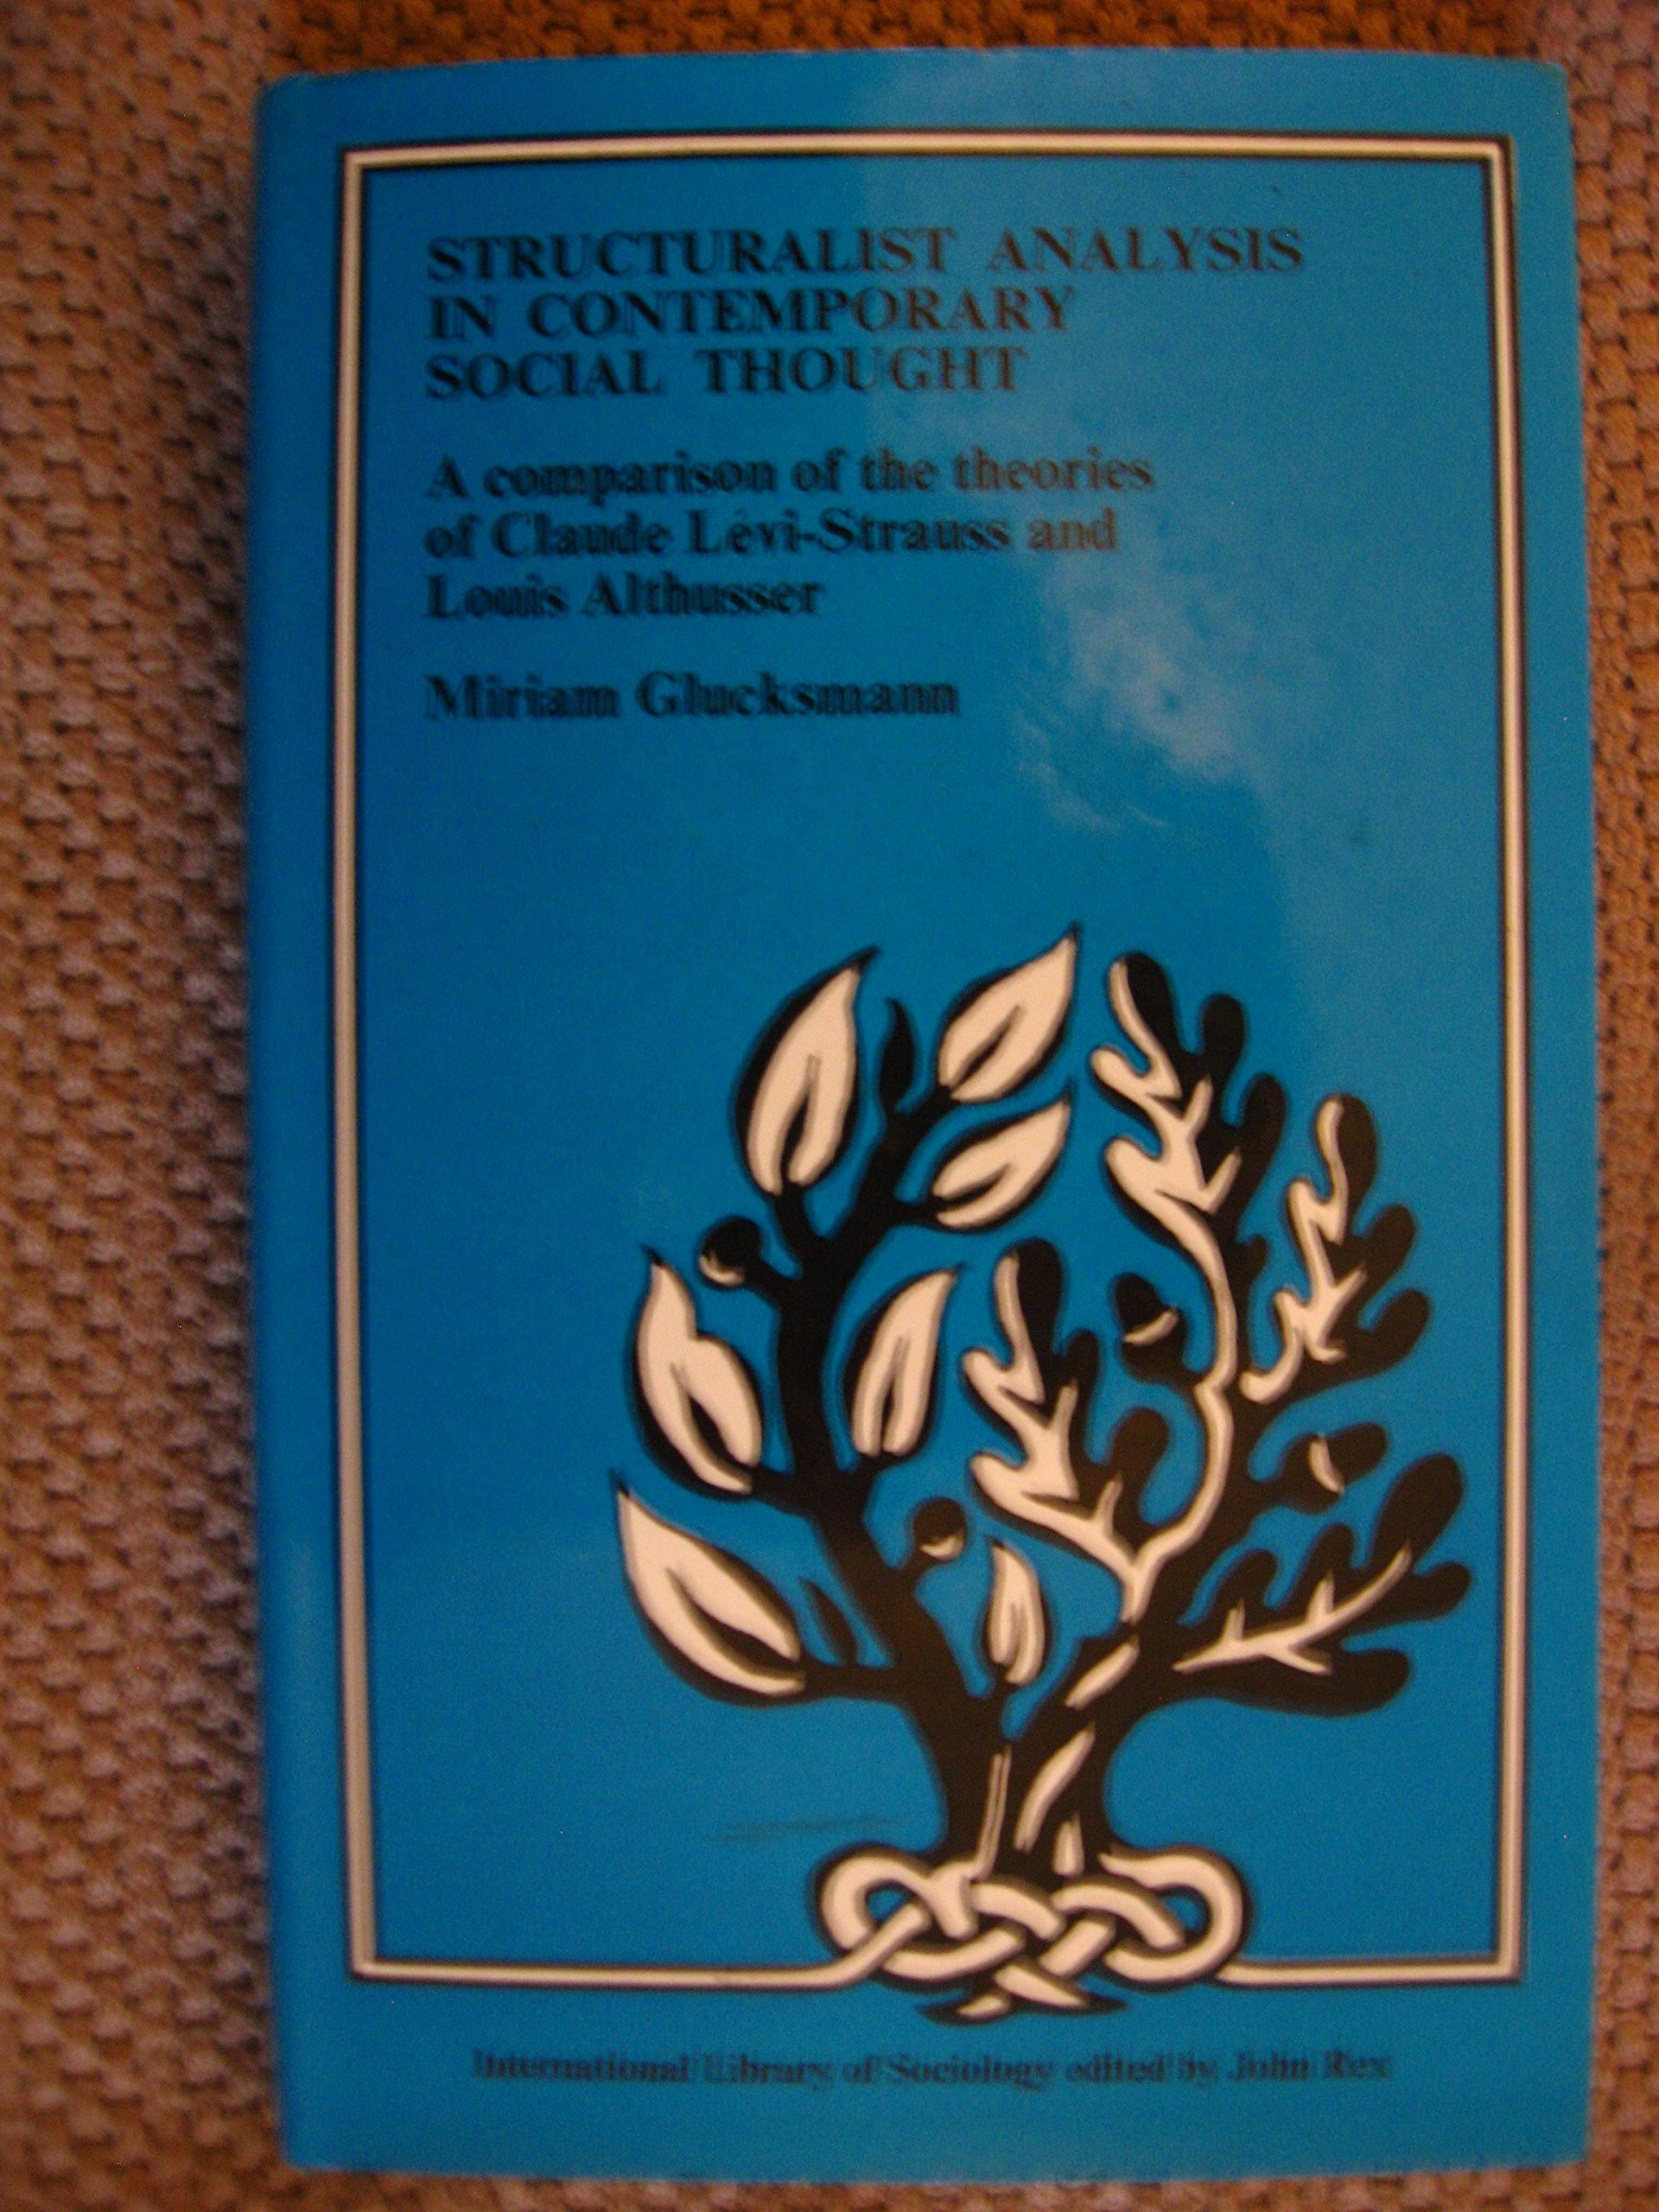 STRUCTURALIST ANALYSIS
IN CONTEMPORARY
SOCIAL THOUGHT
A comparison of the theories
of Claude Lévi-Strauss and
Louis Althusser
Miriam Glucksmann
International Library of Sociology edited by John Rex